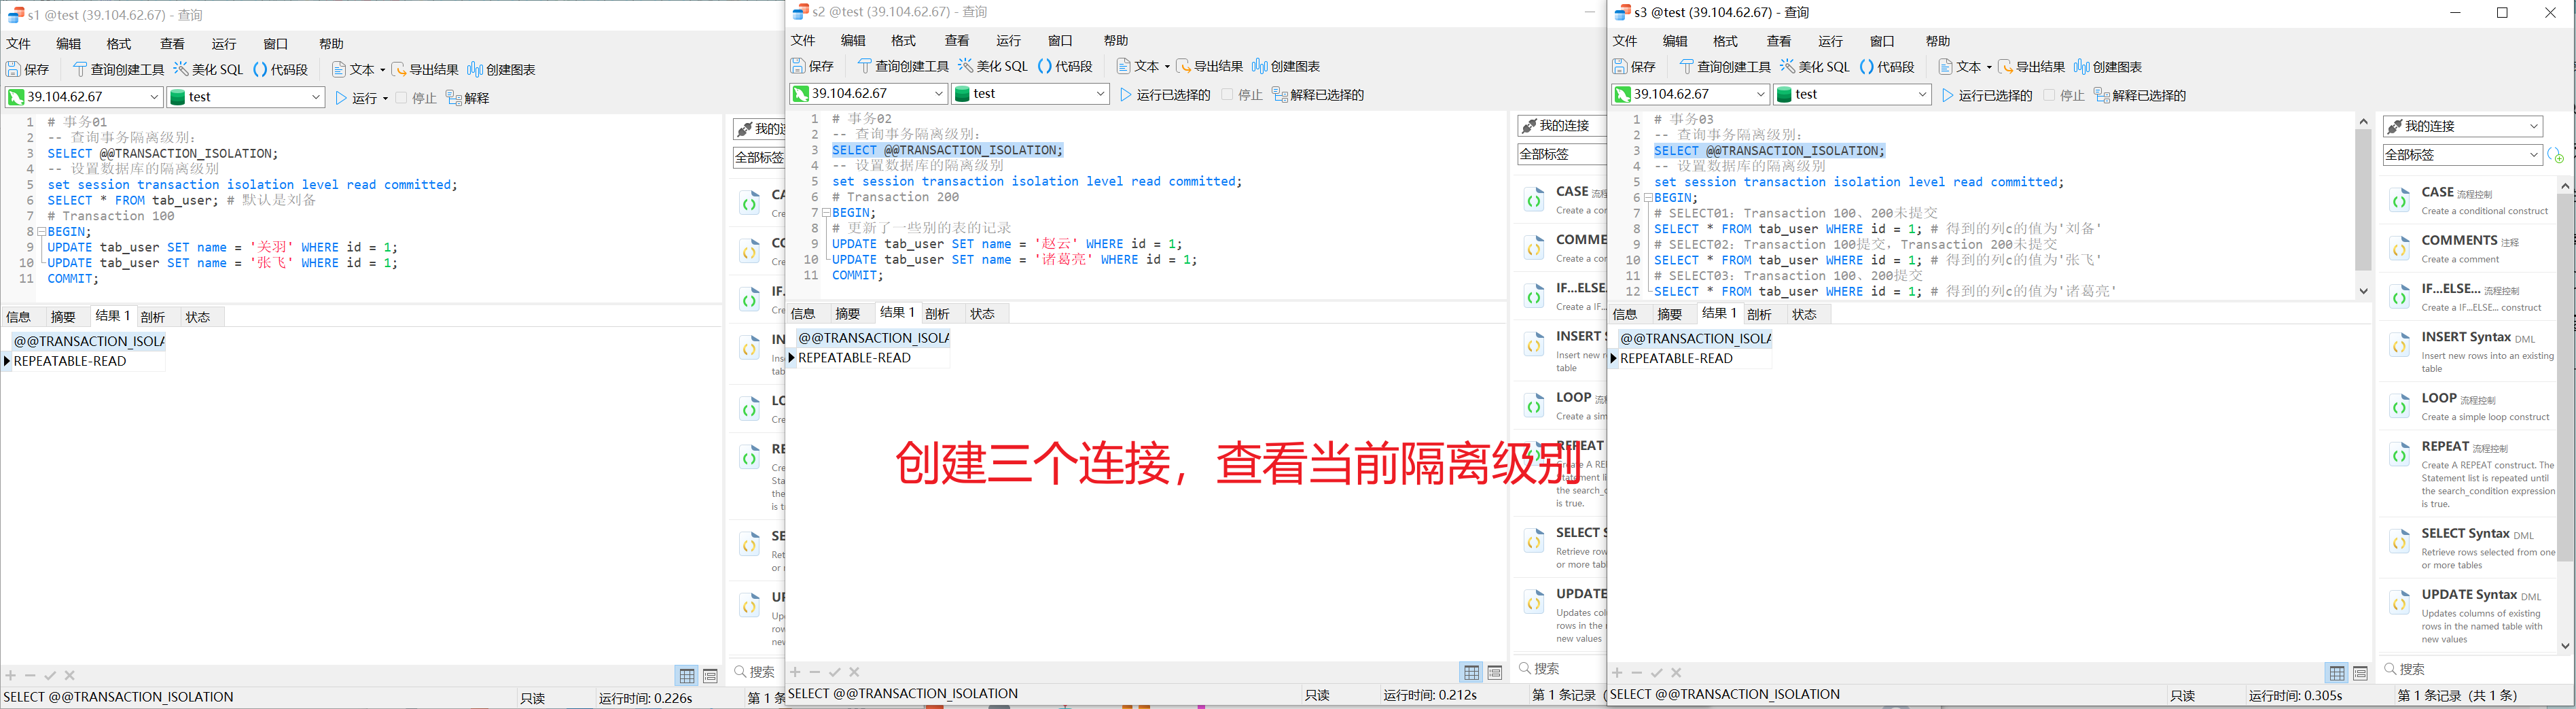 s1 @test (39.104.62.67) - 查询
文件 编辑 格式 查看 运行 窗口 帮助
保存 查询创建工具 美化 SQL 代码段 文本 导出结果 创建图表
39.104.62.67 test 运行 停止 解释
1 # 事务01
2 -- 查询事务隔离级别:
3 SELECT @@TRANSACTION_ISOLATION;
4 -- 设置数据库的隔离级别
5 set session transaction isolation level read committed;
6 SELECT * FROM tab_user; # 默认是刘备
7 # Transaction 100
8 BEGIN;
9 UPDATE tab_user SET name = '关羽' WHERE id = 1;
10 UPDATE tab_user SET name = '张飞' WHERE id = 1;
11 COMMIT;
信息 摘要 结果 1 剖析 状态
@@TRANSACTION_ISOLA
REPEATABLE-READ
我的连
全部标签
搜索
SELECT @@TRANSACTION_ISOLATION 只读 运行时间: 0.226s 第 1 条
s2 @test (39.104.62.67) - 查询
文件 编辑 格式 查看 运行 窗口 帮助
保存 查询创建工具 美化 SQL 代码段 文本 导出结果 创建图表
39.104.62.67 test 运行已选择的 停止 解释已选择的
1 # 事务02
2 -- 查询事务隔离级别:
3 SELECT @@TRANSACTION_ISOLATION;
4 -- 设置数据库的隔离级别
5 set session transaction isolation level read committed;
6 # Transaction 200
7 BEGIN;
8 # 更新了一些别的表的记录
9 UPDATE tab_user SET name = '赵云' WHERE id = 1;
10 UPDATE tab_user SET name = '诸葛亮' WHERE id = 1;
11 COMMIT;
信息 摘要 结果 1 剖析 状态
@@TRANSACTION_ISOLA
REPEATABLE-READ
创建三个连接，查看当前隔离级别
我的连接
全部标签
CASE 流程
Create a cor
COMME
Create a cor
IF...ELSE
Create a IF..
INSERT S
Insert new r
table
LOOP 流程
Create a sim
REPEAT
Create A REI
Statement li
the search_c
is true.
SELECT S
Retrieve row
or more tabl
UPDATE
Updates col
rows in the
new values
搜索
SELECT @@TRANSACTION_ISOLATION 只读 运行时间: 0.212s 第 1 条记录
s3 @test (39.104.62.67) - 查询
文件 编辑 格式 查看 运行 窗口 帮助
保存 查询创建工具 美化 SQL 代码段 文本 导出结果 创建图表
39.104.62.67 test 运行已选择的 停止 解释已选择的
1 # 事务03
2 -- 查询事务隔离级别:
3 SELECT @@TRANSACTION_ISOLATION;
4 -- 设置数据库的隔离级别
5 set session transaction isolation level read committed;
6 BEGIN;
7 # SELECT01: Transaction 100、200未提交
8 SELECT * FROM tab_user WHERE id = 1; # 得到的列c的值为'刘备'
9 # SELECT02: Transaction 100提交, Transaction 200未提交
10 SELECT * FROM tab_user WHERE id = 1; # 得到的列c的值为'张飞'
11 # SELECT03: Transaction 100、200提交
12 SELECT * FROM tab_user WHERE id = 1; # 得到的列c的值为'诸葛亮'
信息 摘要 结果 1 剖析 状态
@@TRANSACTION_ISOLA
REPEATABLE-READ
我的连接
全部标签
CASE 流程控制
Create a conditional construct
COMMENTS 注释
Create a comment
IF...ELSE... 流程控制
Create a IF...ELSE... construct
INSERT Syntax DML
Insert new rows into an existing
table
LOOP 流程控制
Create a simple loop construct
REPEAT 流程控制
Create A REPEAT construct. The
Statement list is repeated until
the search_condition expression
is true.
SELECT Syntax DML
Retrieve rows selected from one
or more tables
UPDATE Syntax DML
Updates columns of existing
rows in the named table with
new values
搜索
SELECT @@TRANSACTION_ISOLATION 只读 运行时间: 0.305s 第 1 条记录 (共 1 条)